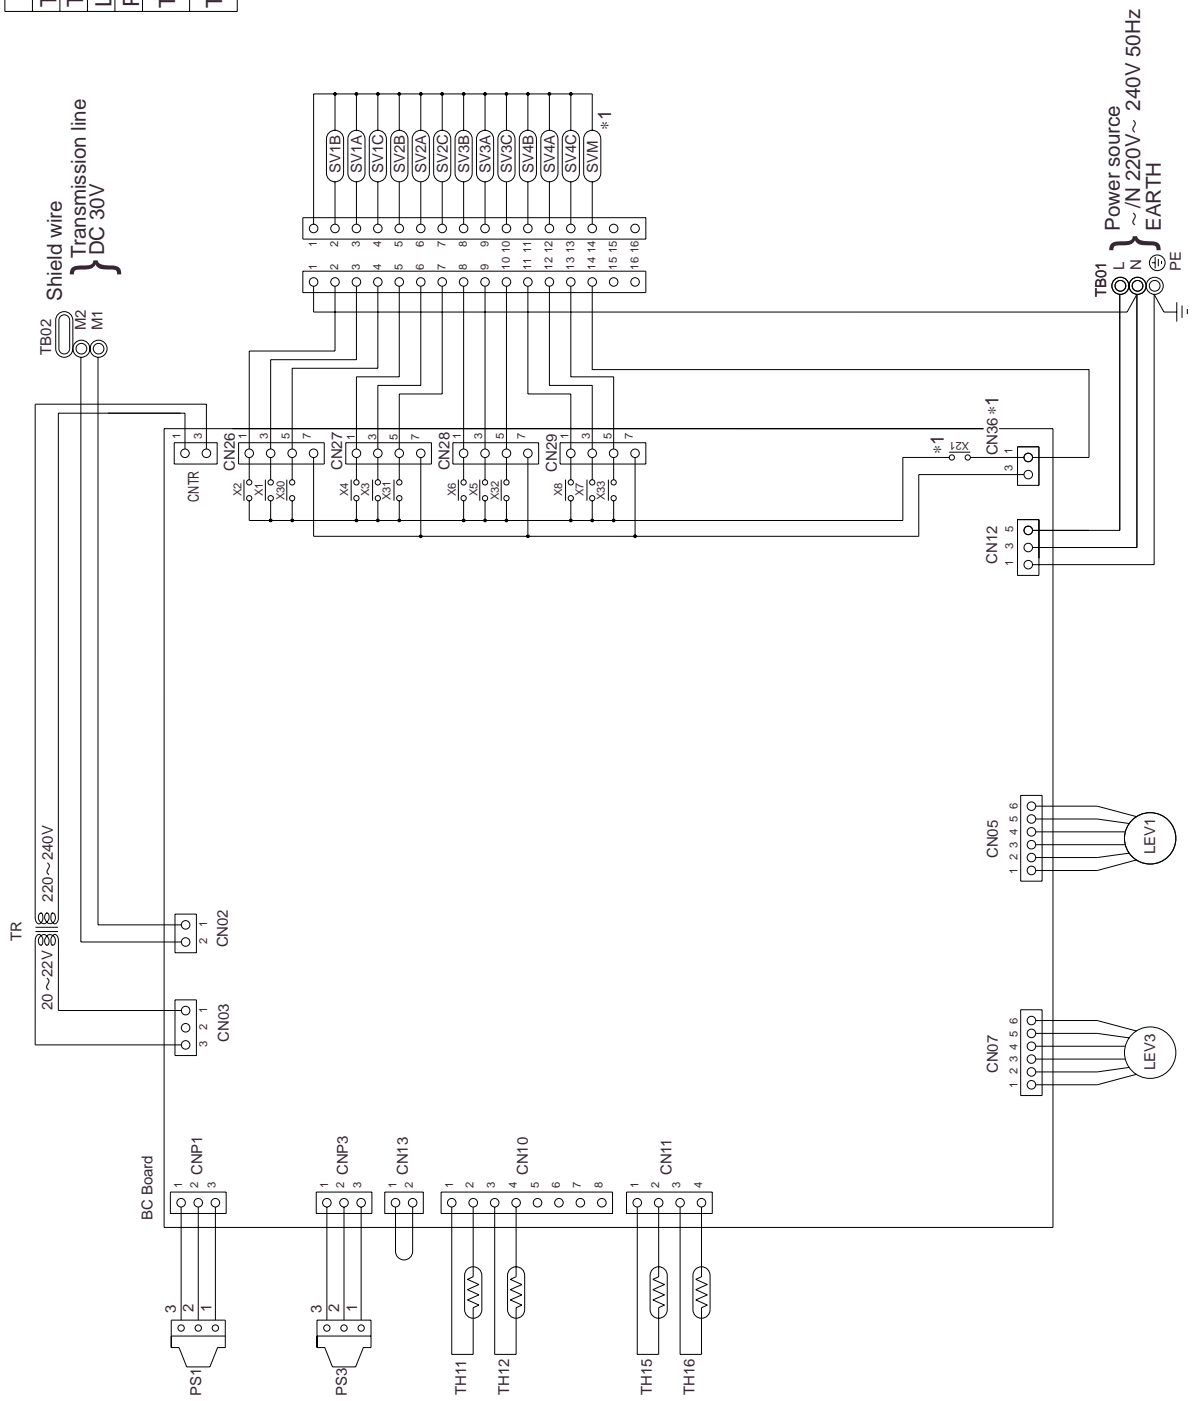 TB02
Shield wire
Transmission line
DC 30V
M2
M1
TR
20~22V
220~240V
BC Board
CNP1
1
2
3
PS1
3
2
1
CN03
3
2
1
CN02
2
1
CNTR
1
3
CN26
1
3
5
7
X2
X1
X30
CN27
1
3
5
7
X4
X3
X31
CN28
1
3
5
7
X6
X5
X32
CN29
1
3
5
7
X8
X7
X33
1
2
3
4
5
6
7
8
9
10
11
12
13
14
15
16
1
2
3
4
5
6
7
8
9
10
11
12
13
14
15
16
SV1B
SV1A
SV1C
SV2B
SV2A
SV2C
SV3B
SV3A
SV3C
SV4B
SV4A
SV4C
SVM
*1
CNP3
1
2
3
PS3
3
2
1
CN13
1
2
CN10
1
2
3
4
5
6
7
8
TH11
TH12
CN11
1
2
3
4
TH15
TH16
CN07
1
2
3
4
5
6
LEV3
CN05
1
2
3
4
5
6
LEV1
CN12
1
3
5
*1
X21
CN36*1
3
1
TB01
L
N
PE
Power source
~/N 220V~ 240V 50Hz
EARTH